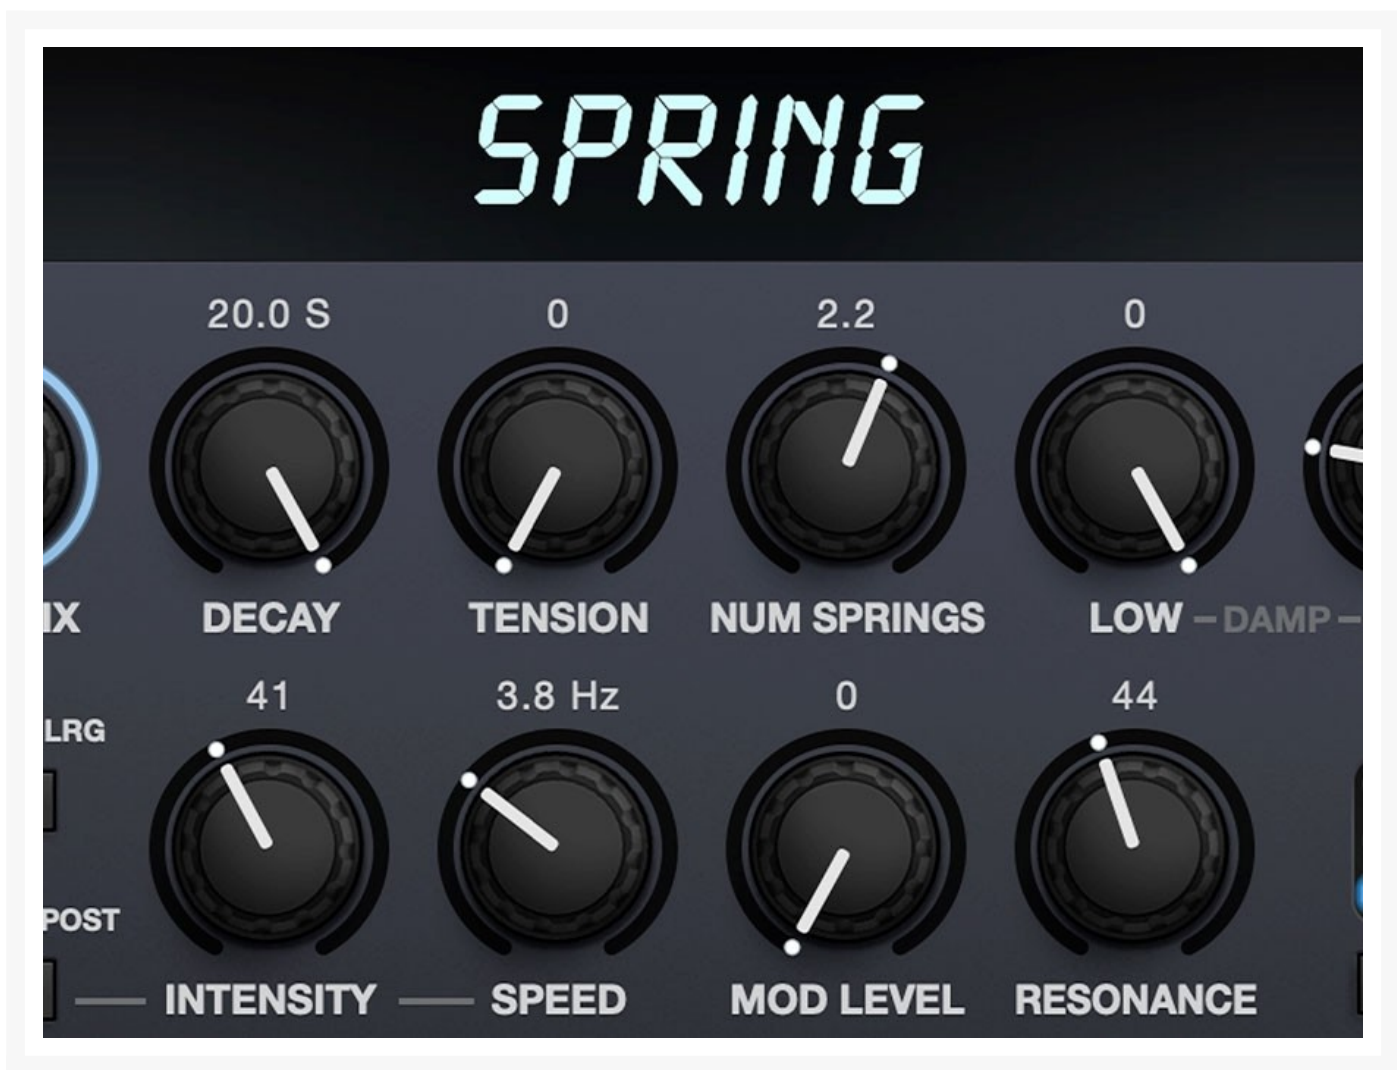 SPRING
20.0 S 0 2.2 0
IX DECAY TENSION NUM SPRINGS LOW DAMP
41 3.8 Hz 0 44
LRG
POST
INTENSITY SPEED MOD LEVEL RESONANCE